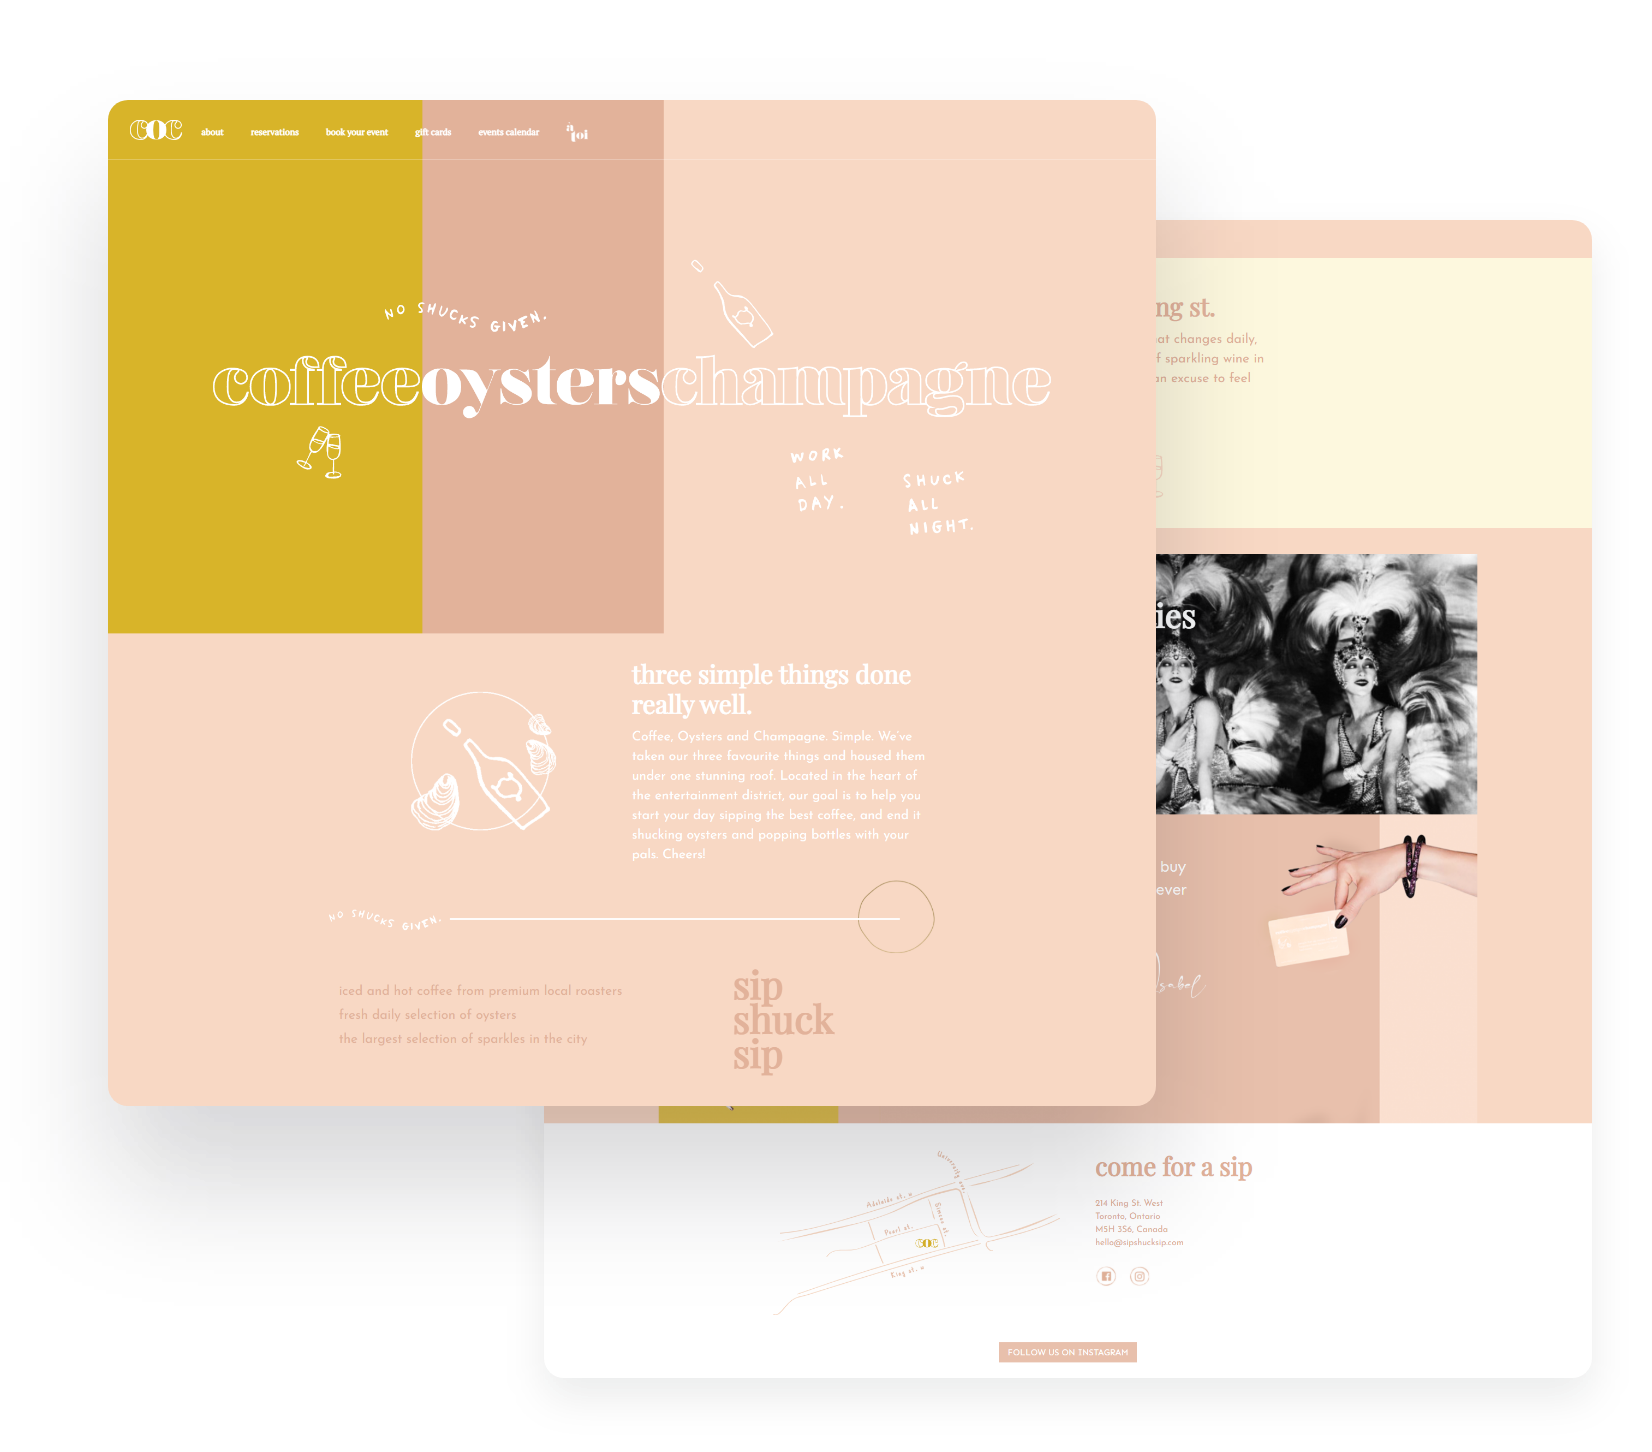 coc about reservations book your event gift cards events calendar à toi
NO SHUCKS GIVEN.
coffeeoysterschampagne
WORK
ALL
DAY.
SHUCK
ALL
NIGHT.
three simple things done
really well.
Coffee, Oysters and Champagne. Simple. We've
taken our three favourite things and housed them
under one stunning roof. Located in the heart of
the entertainment district, our goal is to help you
start your day sipping the best coffee, and end it
shucking oysters and popping bottles with your
pals. Cheers!
NO SHUCKS GIVEN.
iced and hot coffee from premium local roasters
fresh daily selection of oysters
the largest selection of sparkles in the city
sip
shuck
sip
ng st.
at changes daily,
f sparkling wine in
an excuse to feel
ies
buy
ever
University ave.
Adelaide st. w
Simcoe st.
Pearl st.
coc
King st. w
come for a sip
214 King St. West
Toronto, Ontario
M5H 3S6, Canada
hello@sipshucksip.com
FOLLOW US ON INSTAGRAM